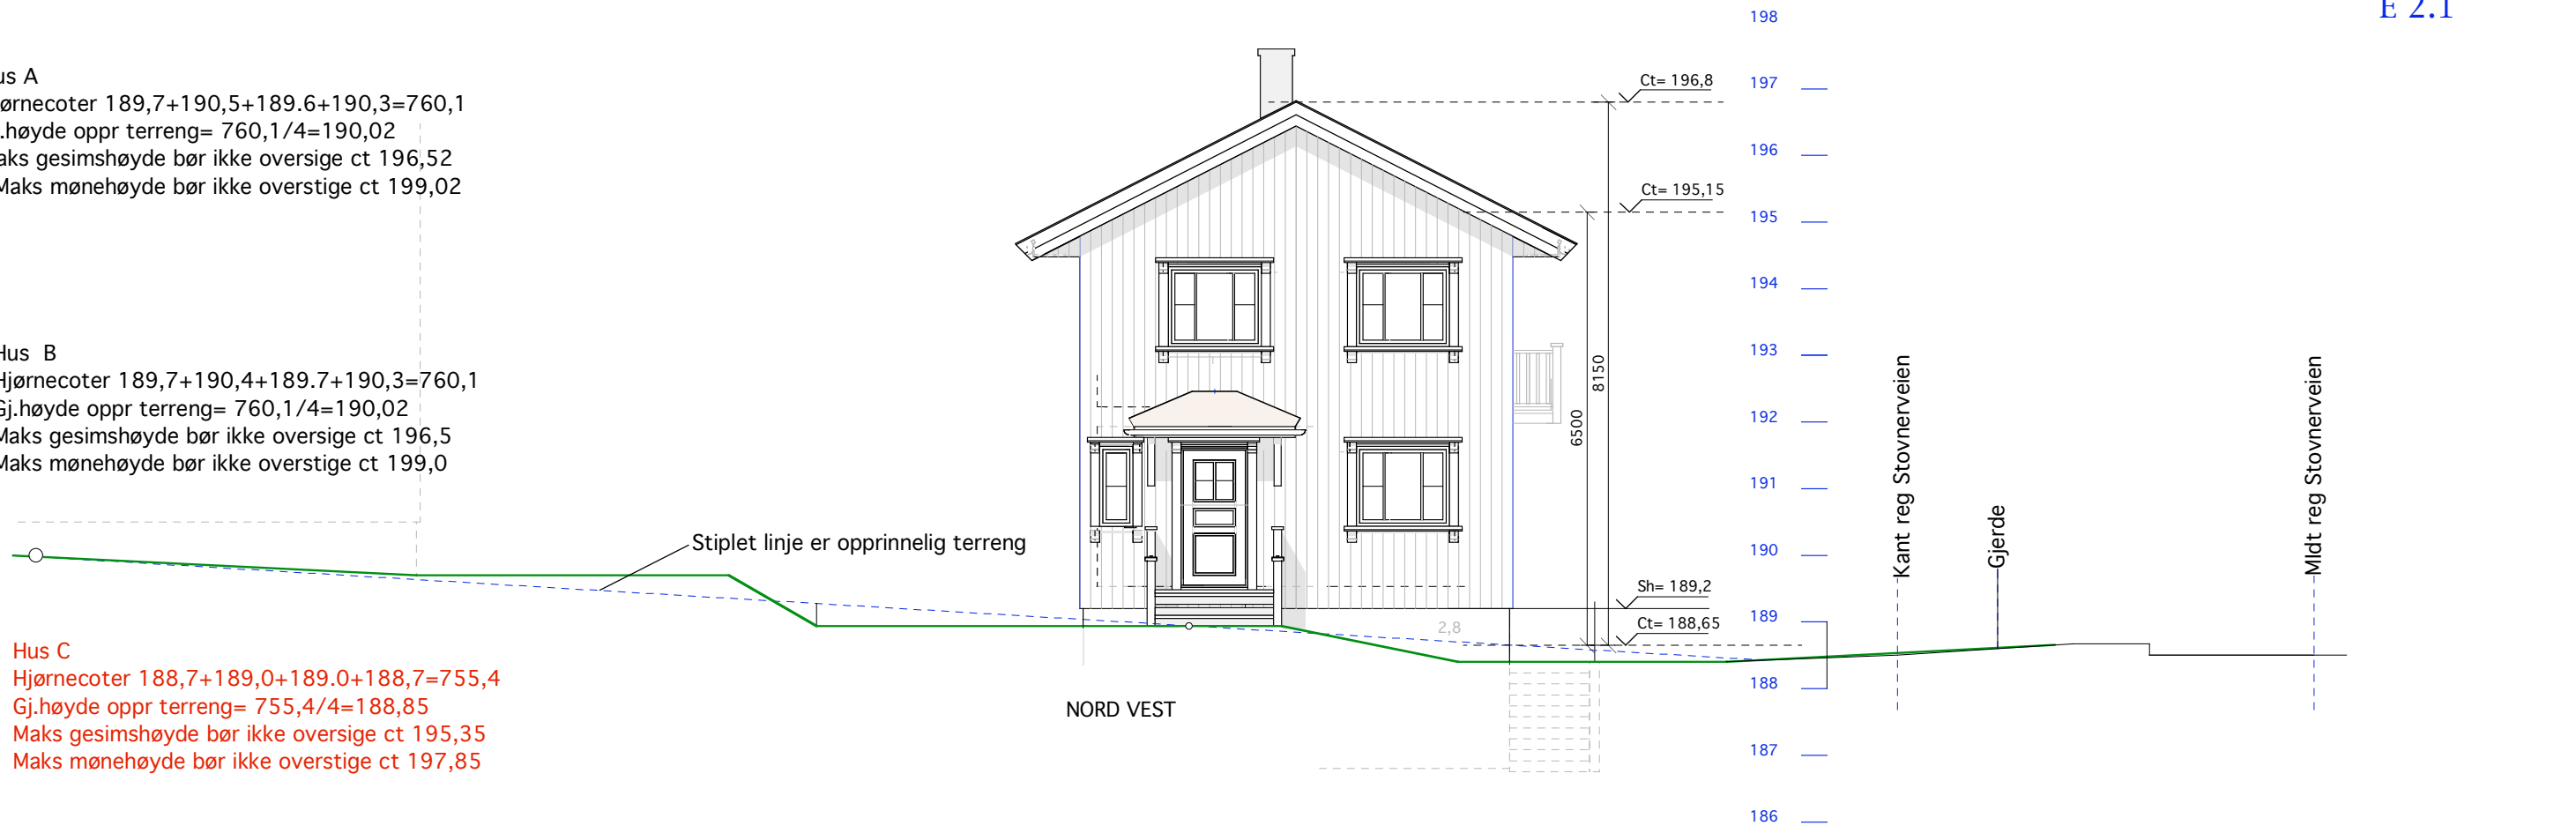 E 2.1
us A
ørnecoter 189,7+190,5+189.6+190,3=760,1
.høyde oppr terreng= 760,1/4=190,02
aks gesimshøyde bør ikke oversige ct 196,52
Maks mønehøyde bør ikke overstige ct 199,02
Hus B
Hjørnecoter 189,7+190,4+189.7+190,3=760,1
Gj.høyde oppr terreng= 760,1/4=190,02
Maks gesimshøyde bør ikke oversige ct 196,5
Maks mønehøyde bør ikke overstige ct 199,0
Stiplet linje er opprinnelig terreng
Hus C
Hjørnecoter 188,7+189,0+189.0+188,7=755,4
Gj.høyde oppr terreng= 755,4/4=188,85
Maks gesimshøyde bør ikke oversige ct 195,35
Maks mønehøyde bør ikke overstige ct 197,85
NORD VEST
2,8
Ct= 196,8
Ct= 195,15
8150
6500
Sh= 189,2
Ct= 188,65
198
197
196
195
194
193
192
191
190
189
188
187
186
Kant reg Stovnerveien
Gjerde
Mldt reg Stovnerveien